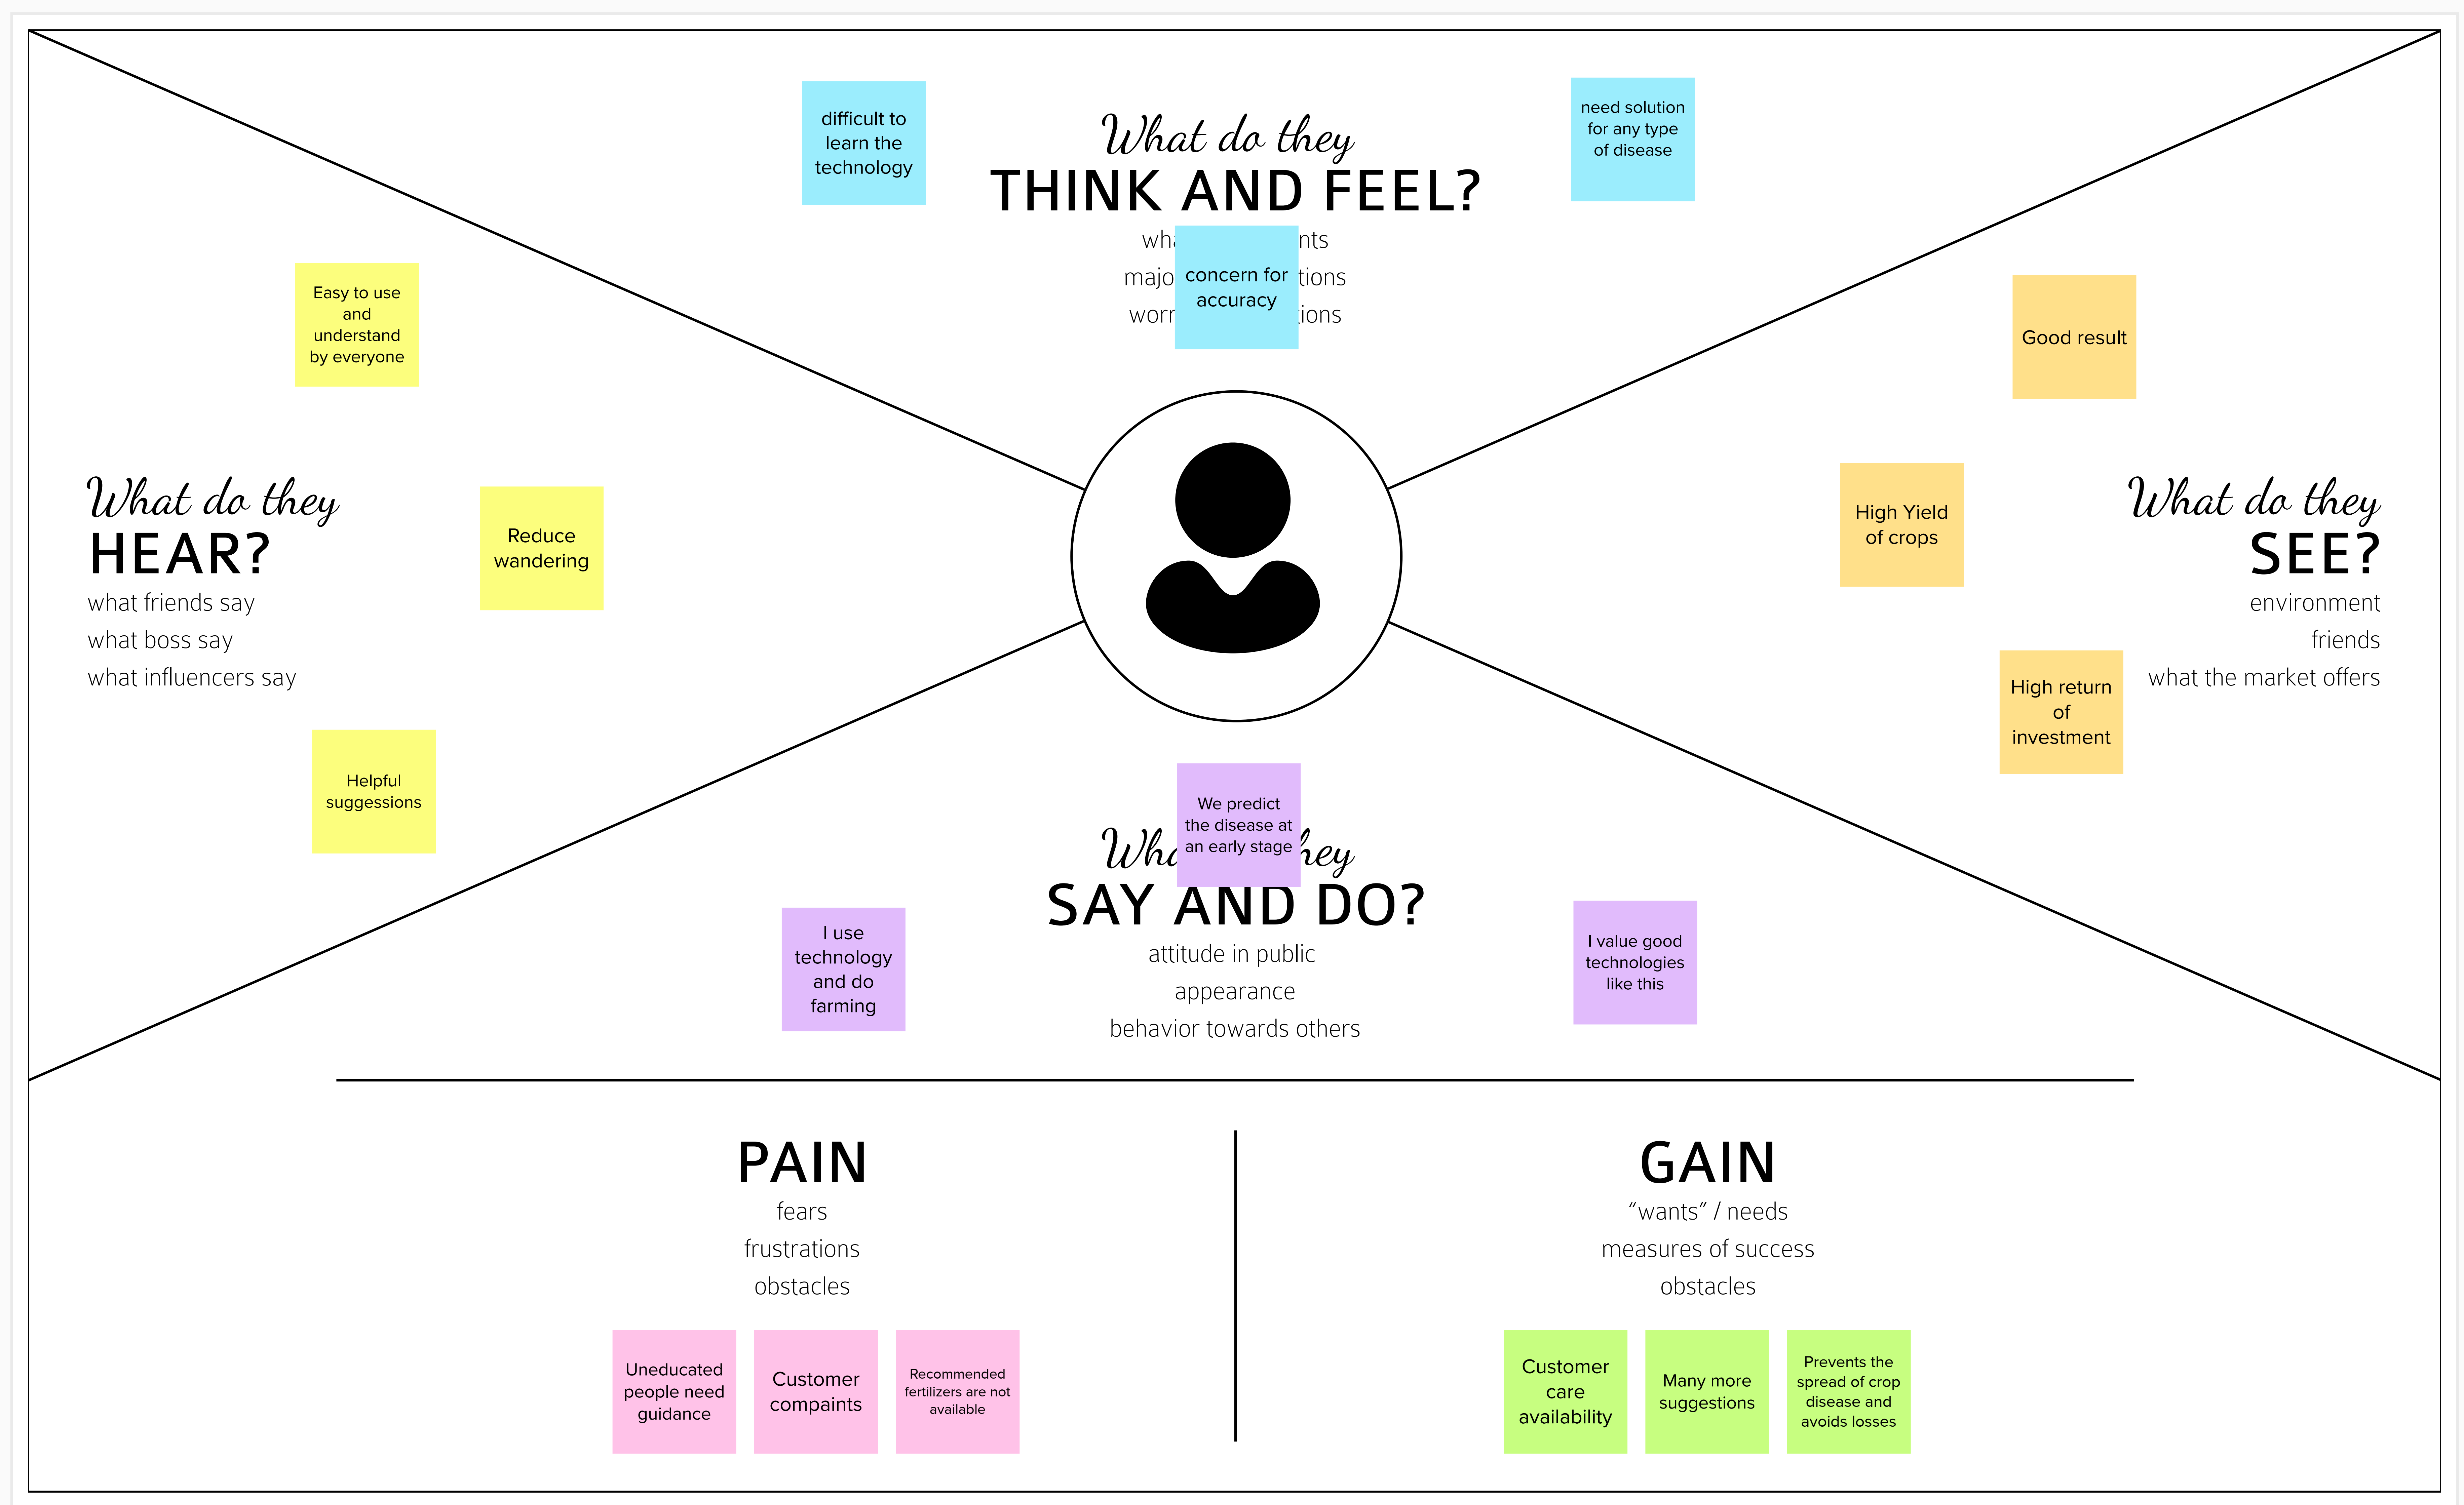 difficult to
learn the
technology
What do they
THINK AND FEEL?
concern for
accuracy
need solution
for any type
of disease
Easy to use
and
understand
by everyone
What do they
HEAR?
what friends say
what boss say
what influencers say
Reduce
wandering
Helpful
suggessions
Good result
High Yield
of crops
What do they
SEE?
environment
friends
what the market offers
High return
of
investment
We predict
the disease at
an early stage
SAY AND DO?
attitude in public
appearance
behavior towards others
I use
technology
and do
farming
I value good
technologies
like this
PAIN
fears
frustrations
obstacles
Uneducated
people need
guidance
Customer
compaints
Recommended
fertilizers are not
available
GAIN
“wants” / needs
measures of success
obstacles
Customer
care
availability
Many more
suggestions
Prevents the
spread of crop
disease and
avoids losses